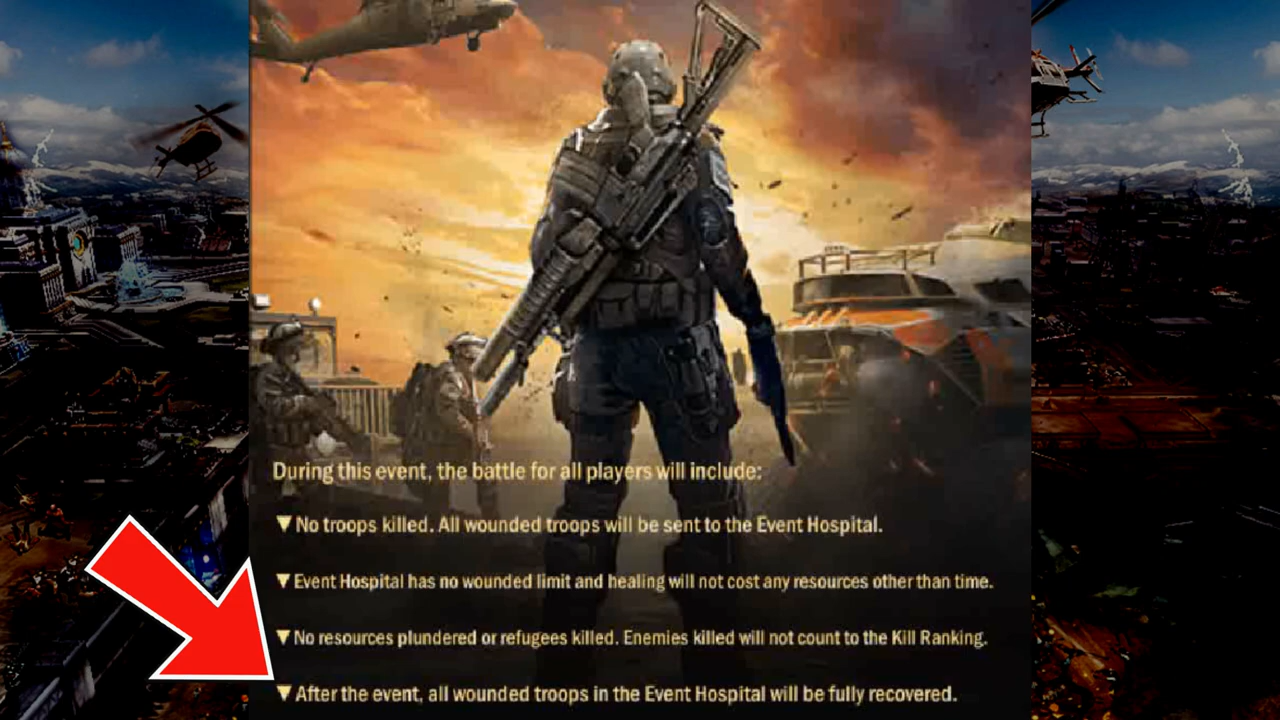 During this event, the battle for all players will include:
▼No troops killed. All wounded troops will be sent to the Event Hospital.
▼Event Hospital has no wounded limit and healing will not cost any resources other than time.
▼No resources plundered or refugees killed. Enemies killed will not count to the Kill Ranking.
▼After the event, all wounded troops in the Event Hospital will be fully recovered.